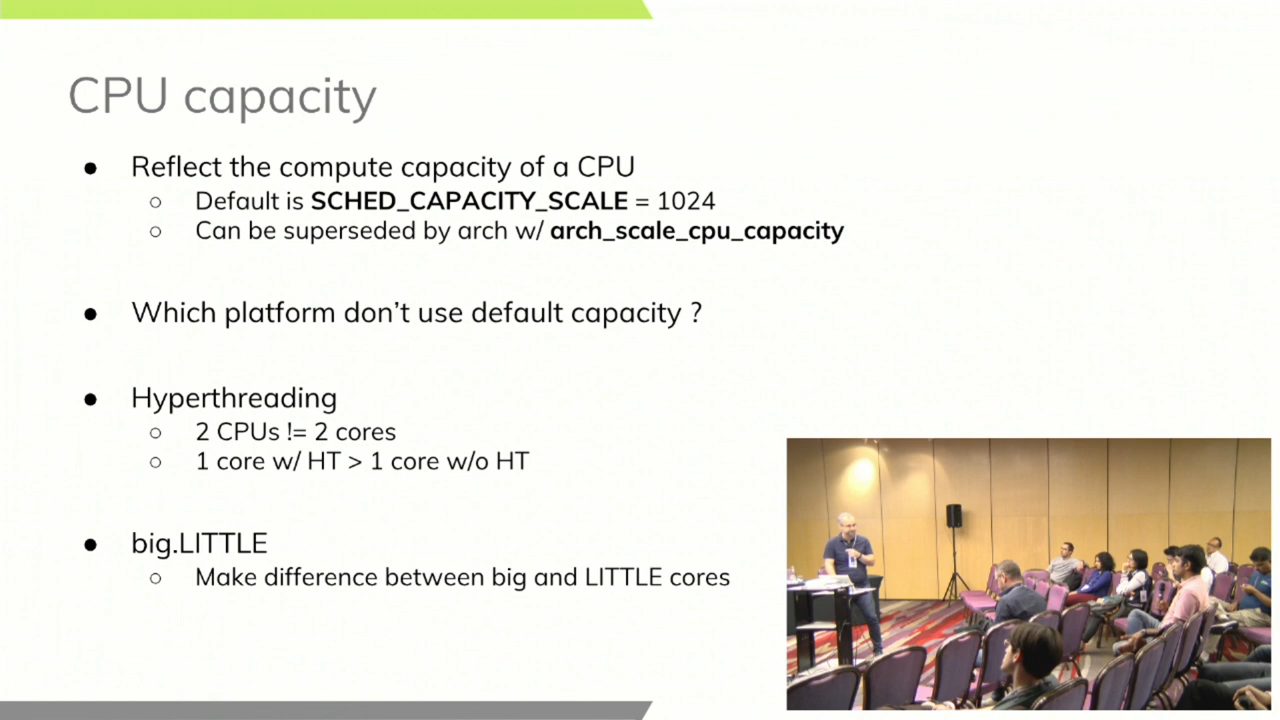 CPU capacity
● Reflect the compute capacity of a CPU
○ Default is SCHED_CAPACITY_SCALE = 1024
○ Can be superseded by arch w/ arch_scale_cpu_capacity
● Which platform don’t use default capacity ?
● Hyperthreading
○ 2 CPUs != 2 cores
○ 1 core w/ HT > 1 core w/o HT
● big.LITTLE
○ Make difference between big and LITTLE cores